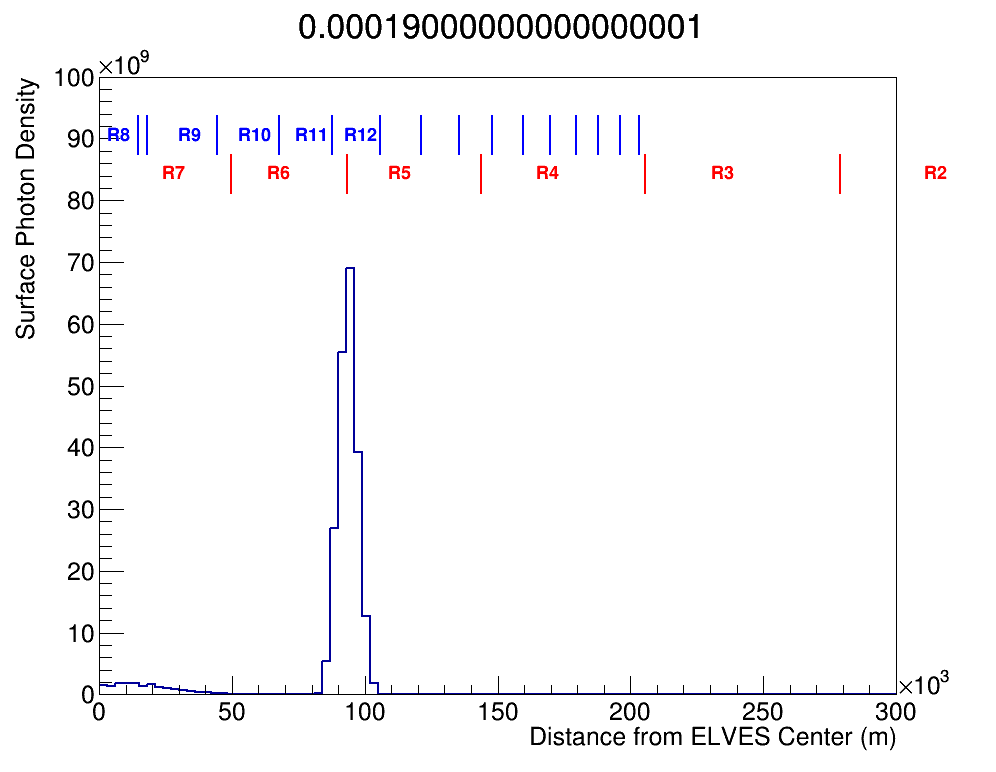 0.00019000000000000001
×10⁹
Surface Photon Density
100
90
80
70
60
50
40
30
20
10
0
R8 R9 R10 R11 R12
R7 R6 R5 R4 R3 R2
0 50 100 150 200 250 300
×10³
Distance from ELVES Center (m)